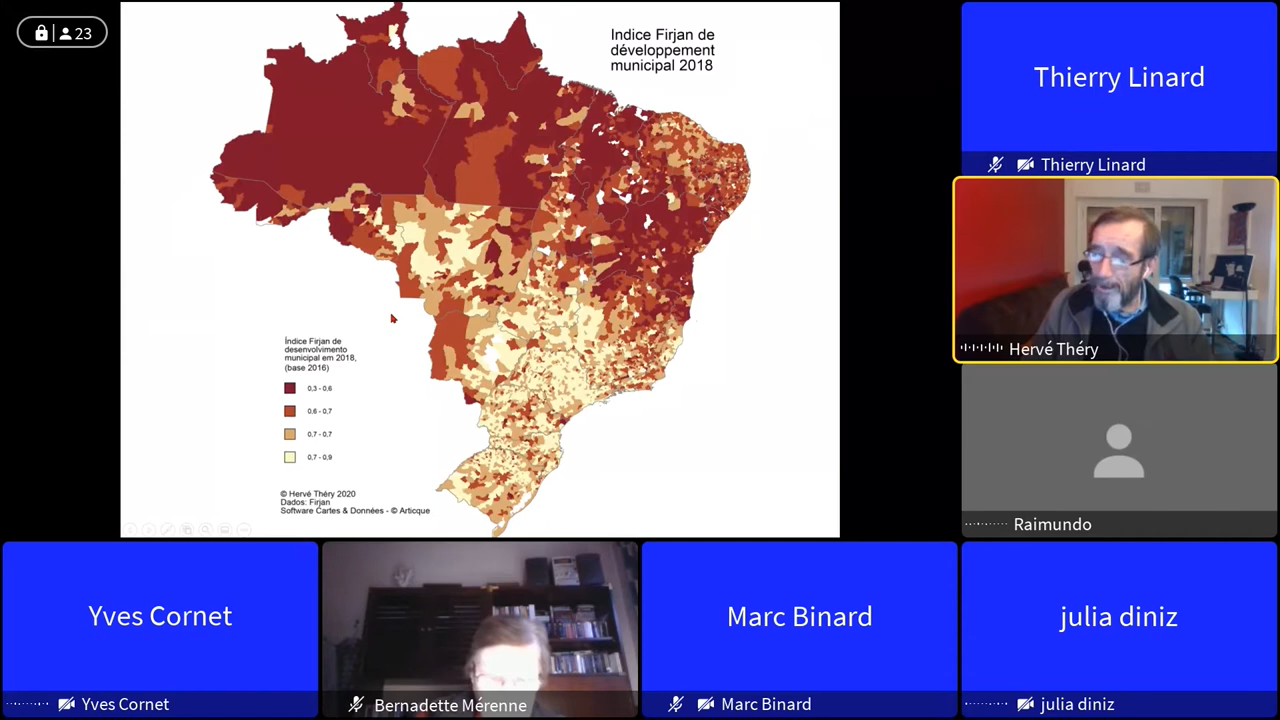 23
Indice Firjan de
développement
municipal 2018
Índice Firjan de
desenvolvimento
municipal em 2018,
(base 2016)
0,3 - 0,6
0,6 - 0,7
0,7 - 0,7
0,7 - 0,9
© Hervé Théry 2020
Dados: Firjan
Software Cartes & Données - © Articque
Thierry Linard
Thierry Linard
Hervé Théry
Raimundo
Yves Cornet
Yves Cornet
Bernadette Mérenne
Marc Binard
Marc Binard
julia diniz
julia diniz